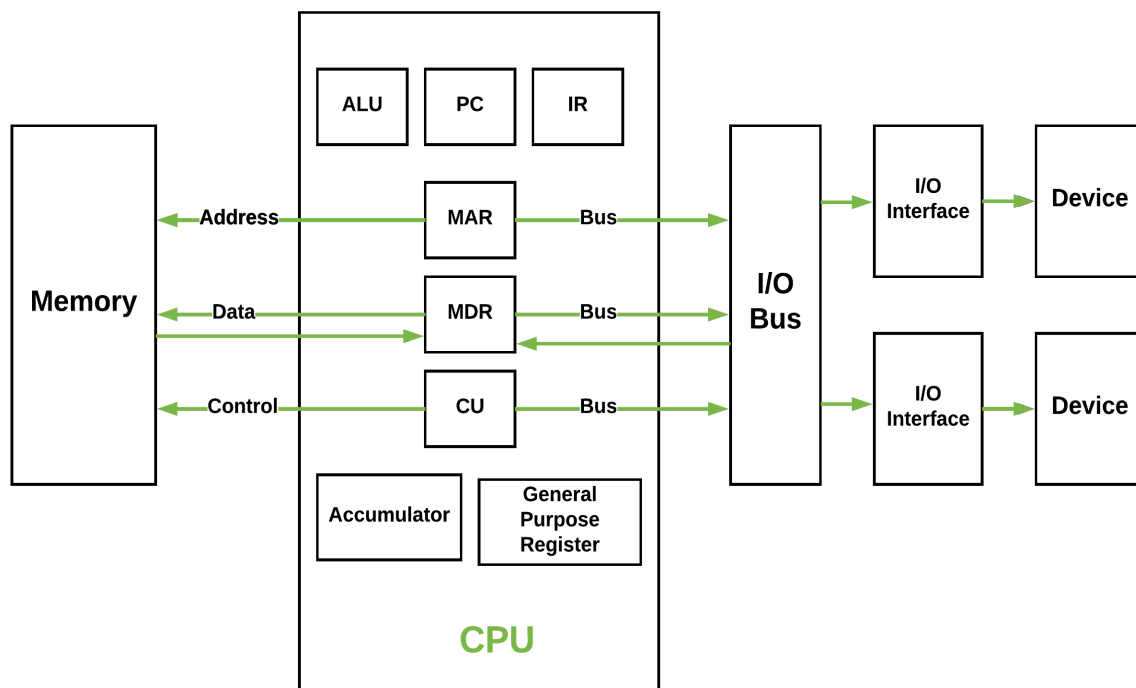 ALU
PC
IR
Memory
Address
MAR
Bus
Data
MDR
Bus
Control
CU
Bus
Accumulator
General
Purpose
Register
CPU
I/O
Bus
I/O
Interface
Device
I/O
Interface
Device